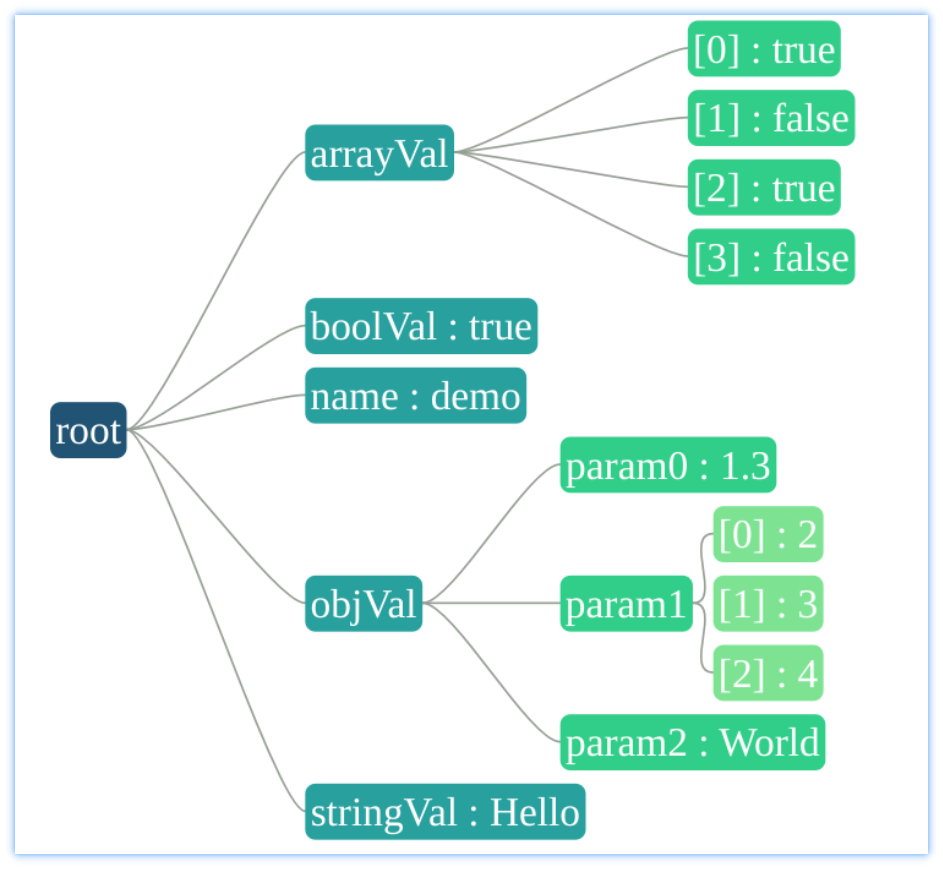 root
arrayVal
[0] : true
[1] : false
[2] : true
[3] : false
boolVal : true
name : demo
objVal
param0 : 1.3
param1
[0] : 2
[1] : 3
[2] : 4
param2 : World
stringVal : Hello